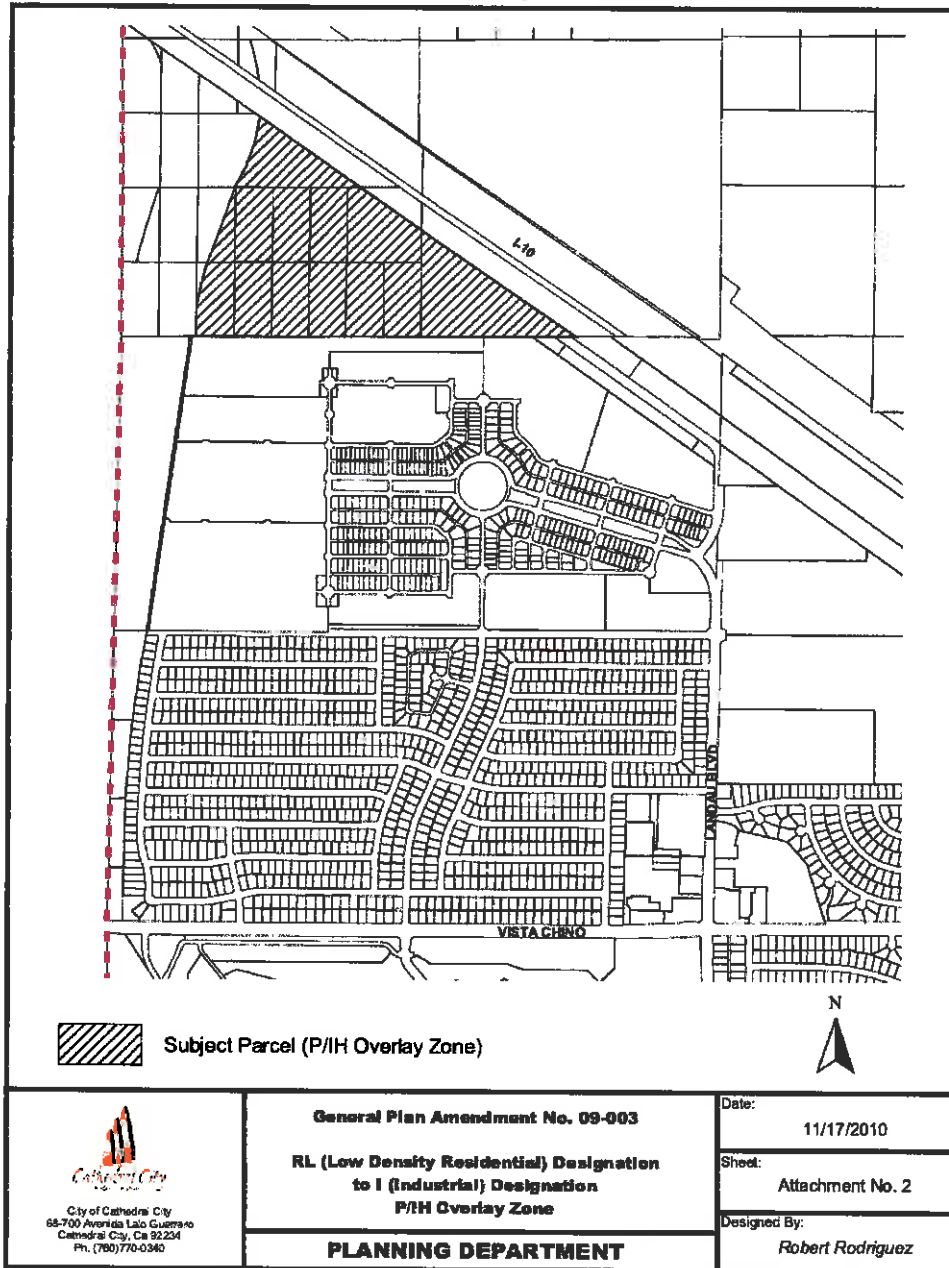 I-10
LANDAU BLVD
VISTA CHINO
N
Subject Parcel (P/IH Overlay Zone)
Cathedral City
City of Cathedral City
68-700 Avenida Lalo Guerrero
Cathedral City, Ca 92234
Ph. (760)770-0340
General Plan Amendment No. 09-003
RL (Low Density Residential) Designation
to I (Industrial) Designation
P/IH Overlay Zone
PLANNING DEPARTMENT
Date:
11/17/2010
Sheet:
Attachment No. 2
Designed By:
Robert Rodriguez